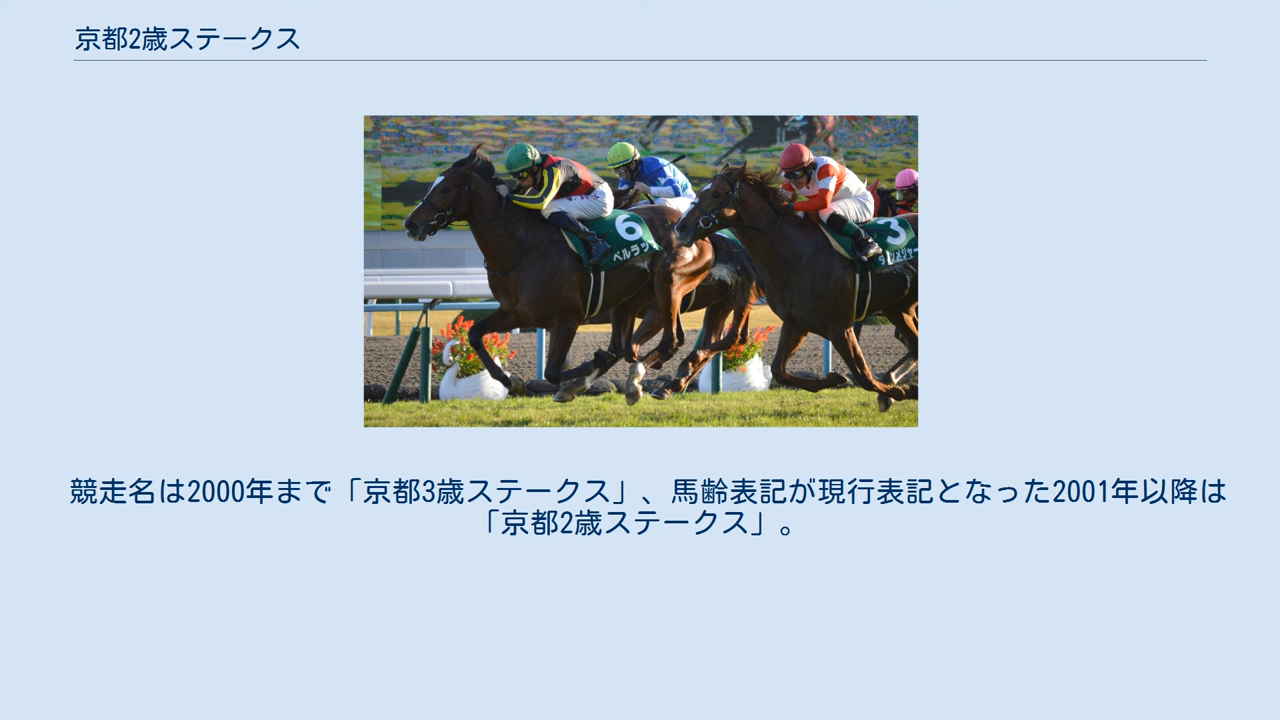 京都2歳ステークス
6
ベルラッ
3
競走名は2000年まで「京都3歳ステークス」、馬齢表記が現行表記となった2001年以降は
「京都2歳ステークス」。